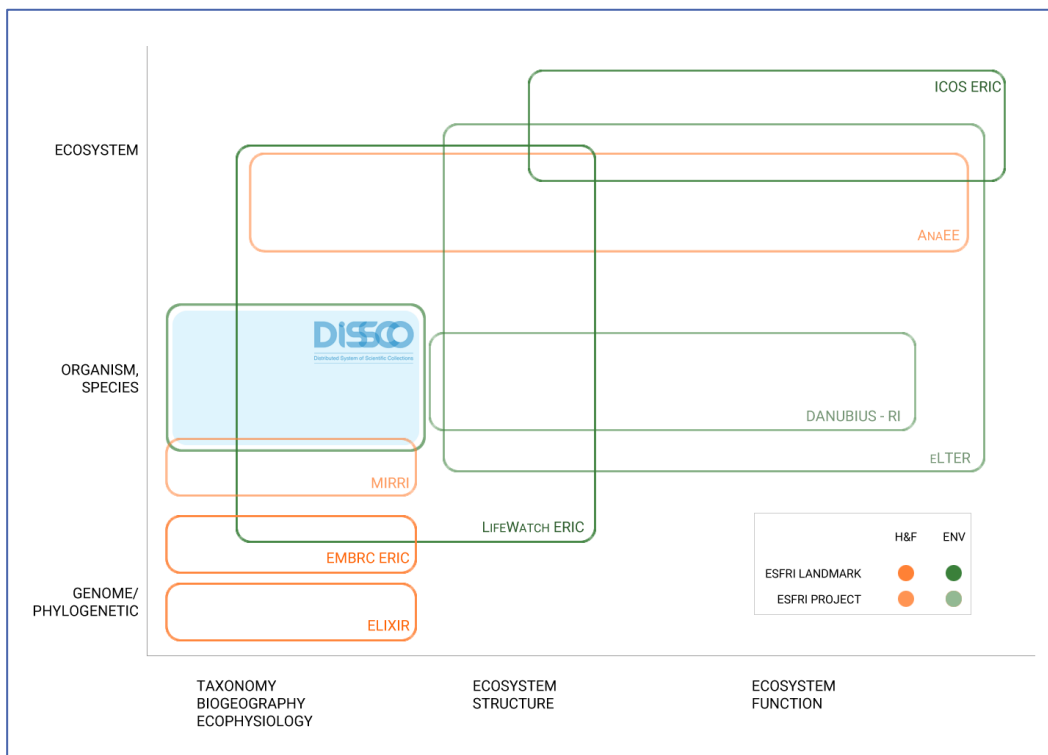 ICOS ERIC
ECOSYSTEM
AnaEE
DiSSCO
Distributed System of Scientific Collections
ORGANISM,
SPECIES
DANUBIUS - RI
eLTER
MIRRI
LifeWatch ERIC
EMBRC ERIC
GENOME/
PHYLOGENETIC
ELIXIR
H&F ENV
ESFRI LANDMARK
ESFRI PROJECT
TAXONOMY
BIOGEOGRAPHY
ECOPHYSIOLOGY
ECOSYSTEM
STRUCTURE
ECOSYSTEM
FUNCTION